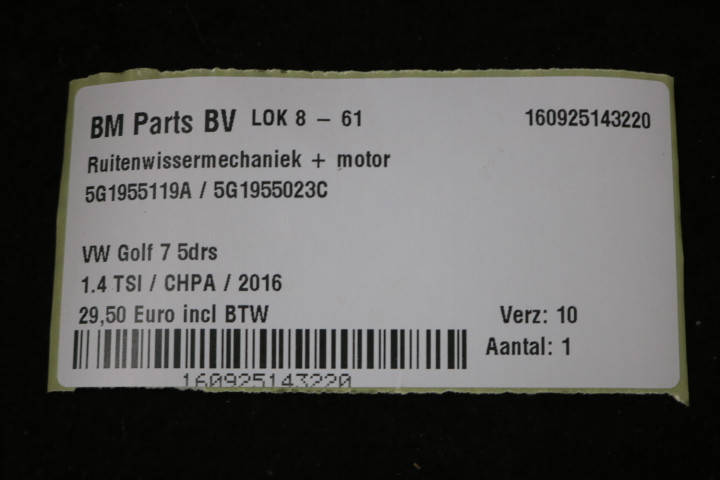 BM Parts BV LOK 8 - 61 160925143220
Ruitenwissermechaniek + motor
5G1955119A / 5G1955023C
VW Golf 7 5drs
1.4 TSI / CHPA / 2016
29,50 Euro incl BTW Verz: 10
Aantal: 1
160925143220